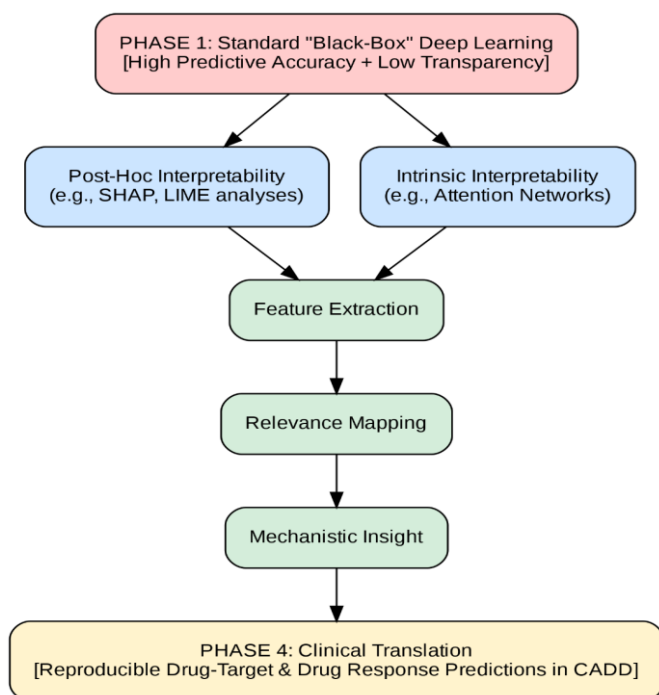 PHASE 1: Standard "Black-Box" Deep Learning
[High Predictive Accuracy + Low Transparency]
Post-Hoc Interpretability
(e.g., SHAP, LIME analyses)
Intrinsic Interpretability
(e.g., Attention Networks)
Feature Extraction
Relevance Mapping
Mechanistic Insight
PHASE 4: Clinical Translation
[Reproducible Drug-Target & Drug Response Predictions in CADD]